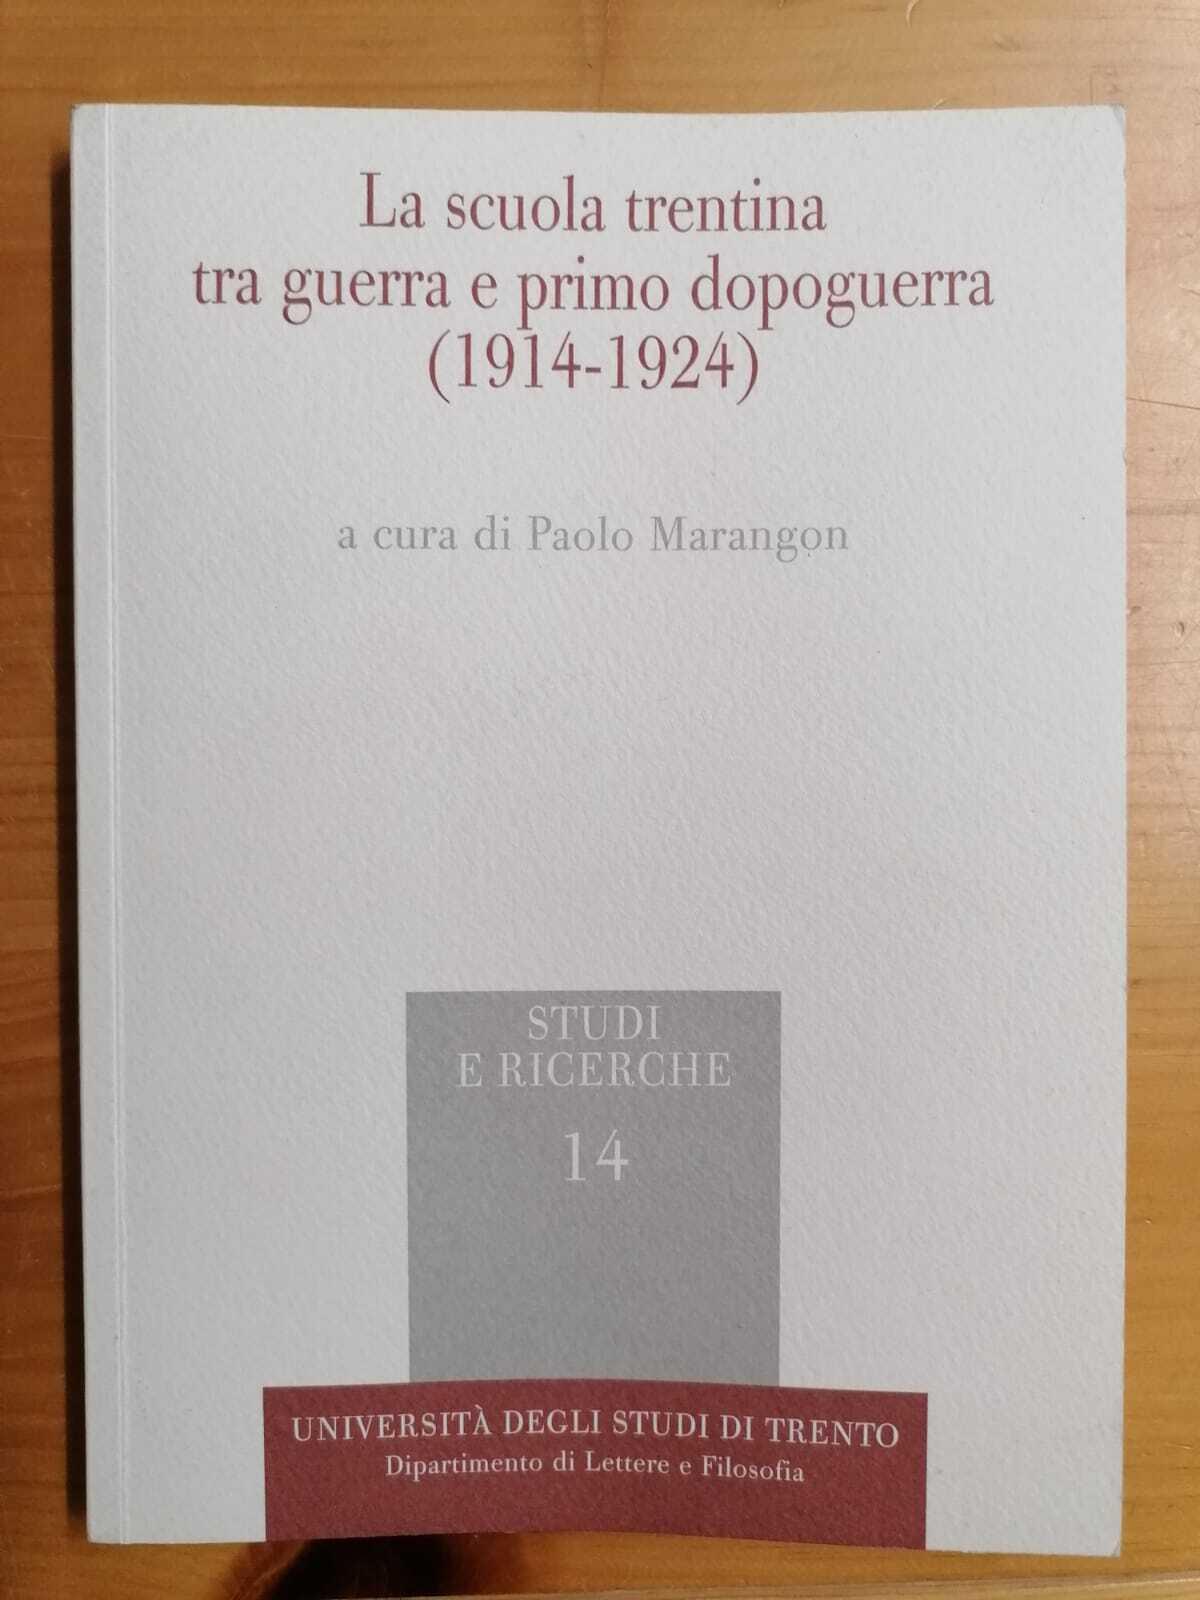 La scuola trentina
tra guerra e primo dopoguerra
(1914-1924)
a cura di Paolo Marangon
STUDI
E RICERCHE
14
UNIVERSITÀ DEGLI STUDI DI TRENTO
Dipartimento di Lettere e Filosofia